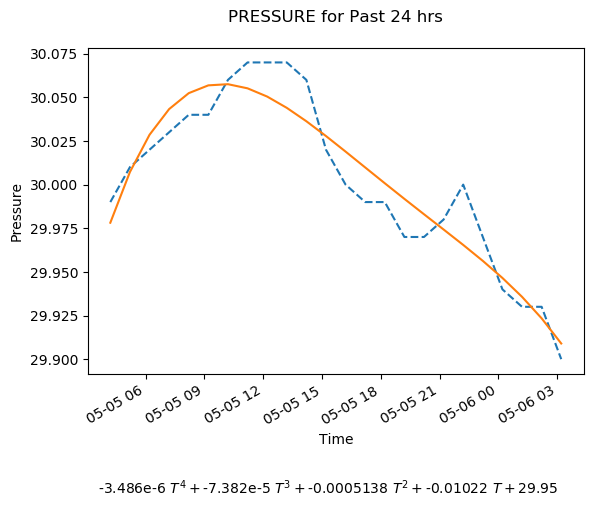 PRESSURE for Past 24 hrs
Pressure
30.075
30.050
30.025
30.000
29.975
29.950
29.925
29.900
05-05 06 05-05 09 05-05 12 05-05 15 05-05 18 05-05 21 05-06 00 05-06 03
Time
-3.486e-6 T⁴ + -7.382e-5 T³ + -0.0005138 T² + -0.01022 T + 29.95